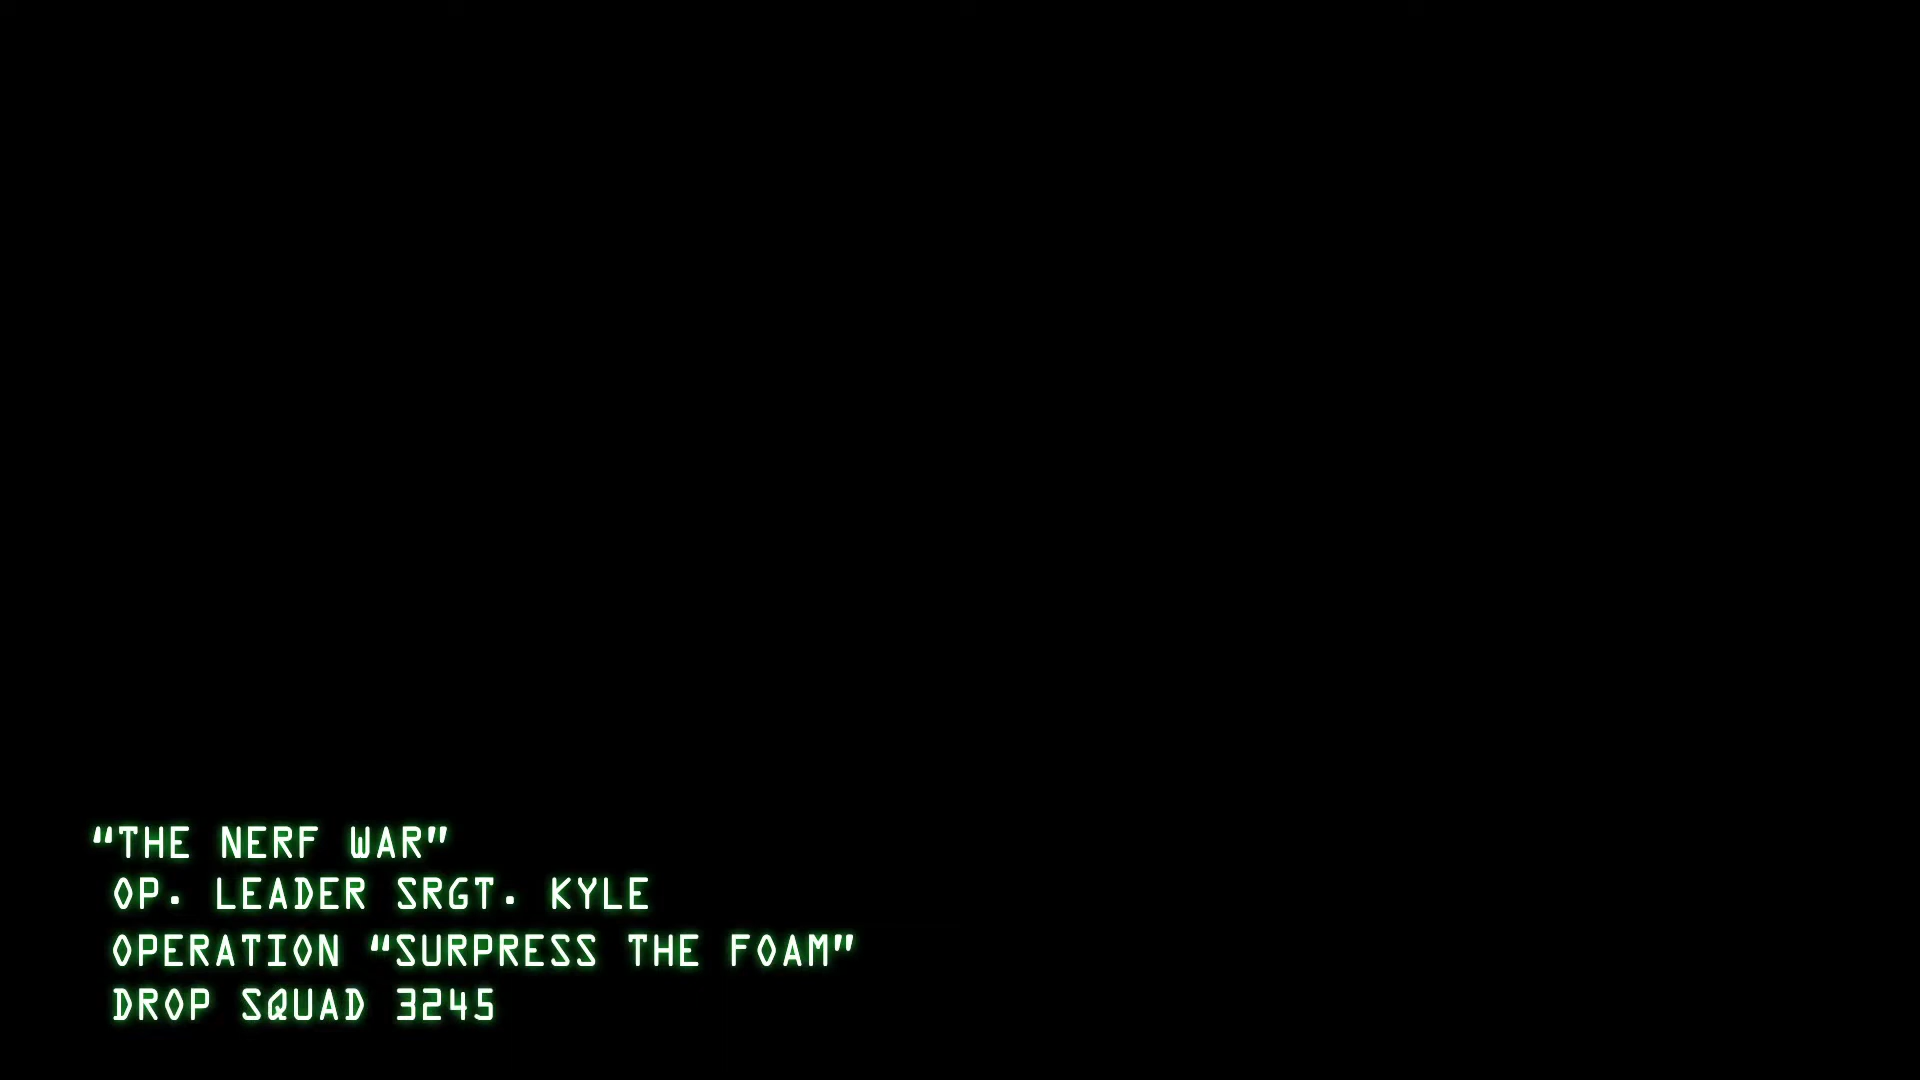 “THE NERF WAR”
OP. LEADER SRGT. KYLE
OPERATION “SURPRESS THE FOAM”
DROP SQUAD 3245